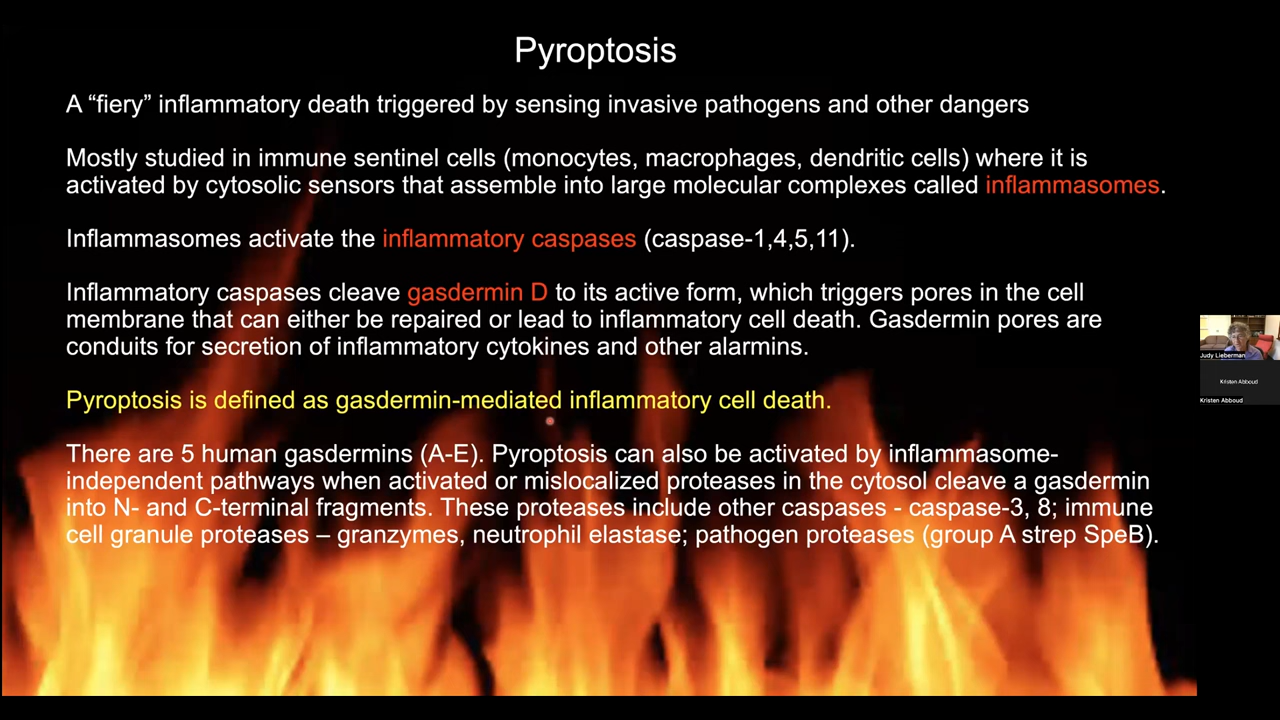 Pyroptosis
A “fiery” inflammatory death triggered by sensing invasive pathogens and other dangers
Mostly studied in immune sentinel cells (monocytes, macrophages, dendritic cells) where it is
activated by cytosolic sensors that assemble into large molecular complexes called inflammasomes.
Inflammasomes activate the inflammatory caspases (caspase-1,4,5,11).
Inflammatory caspases cleave gasdermin D to its active form, which triggers pores in the cell
membrane that can either be repaired or lead to inflammatory cell death. Gasdermin pores are
conduits for secretion of inflammatory cytokines and other alarmins.
Pyroptosis is defined as gasdermin-mediated inflammatory cell death.
There are 5 human gasdermins (A-E). Pyroptosis can also be activated by inflammasome-
independent pathways when activated or mislocalized proteases in the cytosol cleave a gasdermin
into N- and C-terminal fragments. These proteases include other caspases - caspase-3, 8; immune
cell granule proteases – granzymes, neutrophil elastase; pathogen proteases (group A strep SpeB).
Judy Lieberman
Kristen Abboud
Kristen Abboud